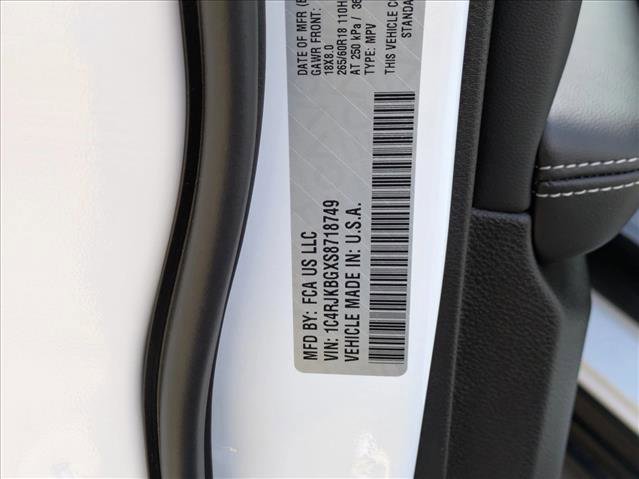 MFD BY: FCA US LLC
VIN: 1C4RJKBGXS8718749
VEHICLE MADE IN: U.S.A.
DATE OF MFR
GAWR FRONT:
18X8.0
265/60R18 110H
AT 250 kPa / 36
TYPE: MPV
THIS VEHICLE
STANDA